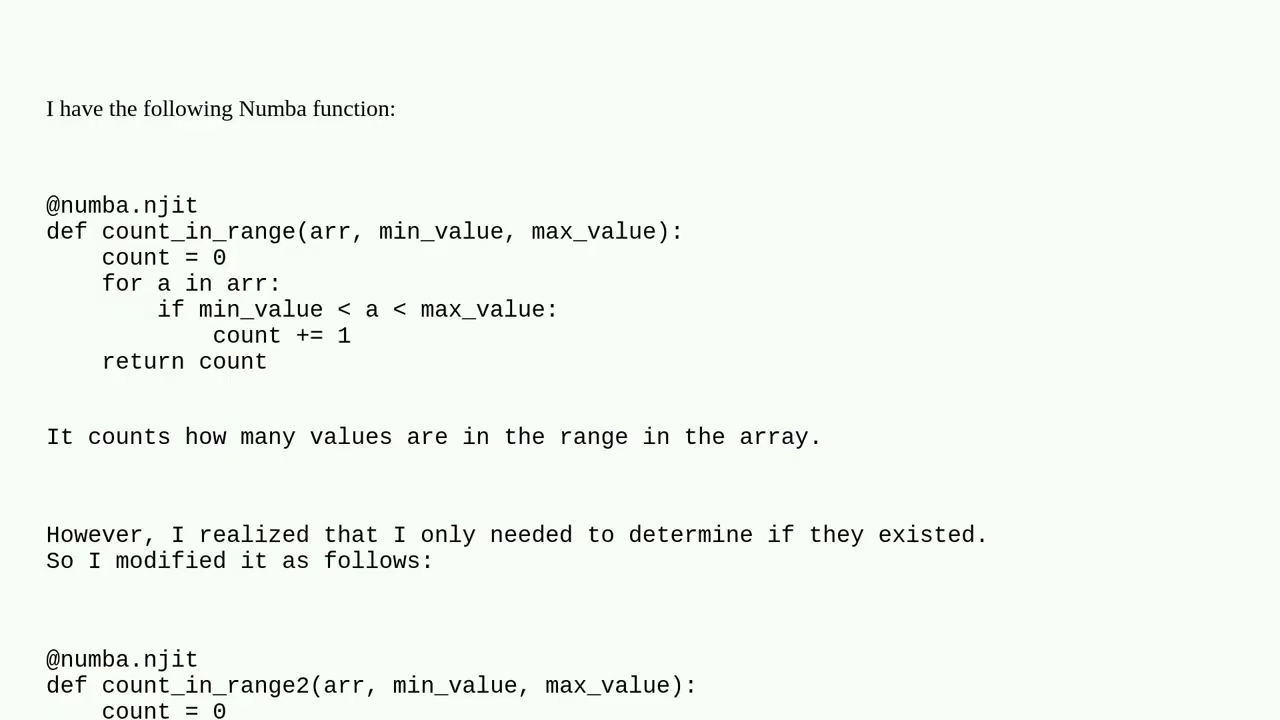 I have the following Numba function:
@numba.njit
def count_in_range(arr, min_value, max_value):
    count = 0
    for a in arr:
        if min_value < a < max_value:
            count += 1
    return count
It counts how many values are in the range in the array.
However, I realized that I only needed to determine if they existed.
So I modified it as follows:
@numba.njit
def count_in_range2(arr, min_value, max_value):
    count = 0